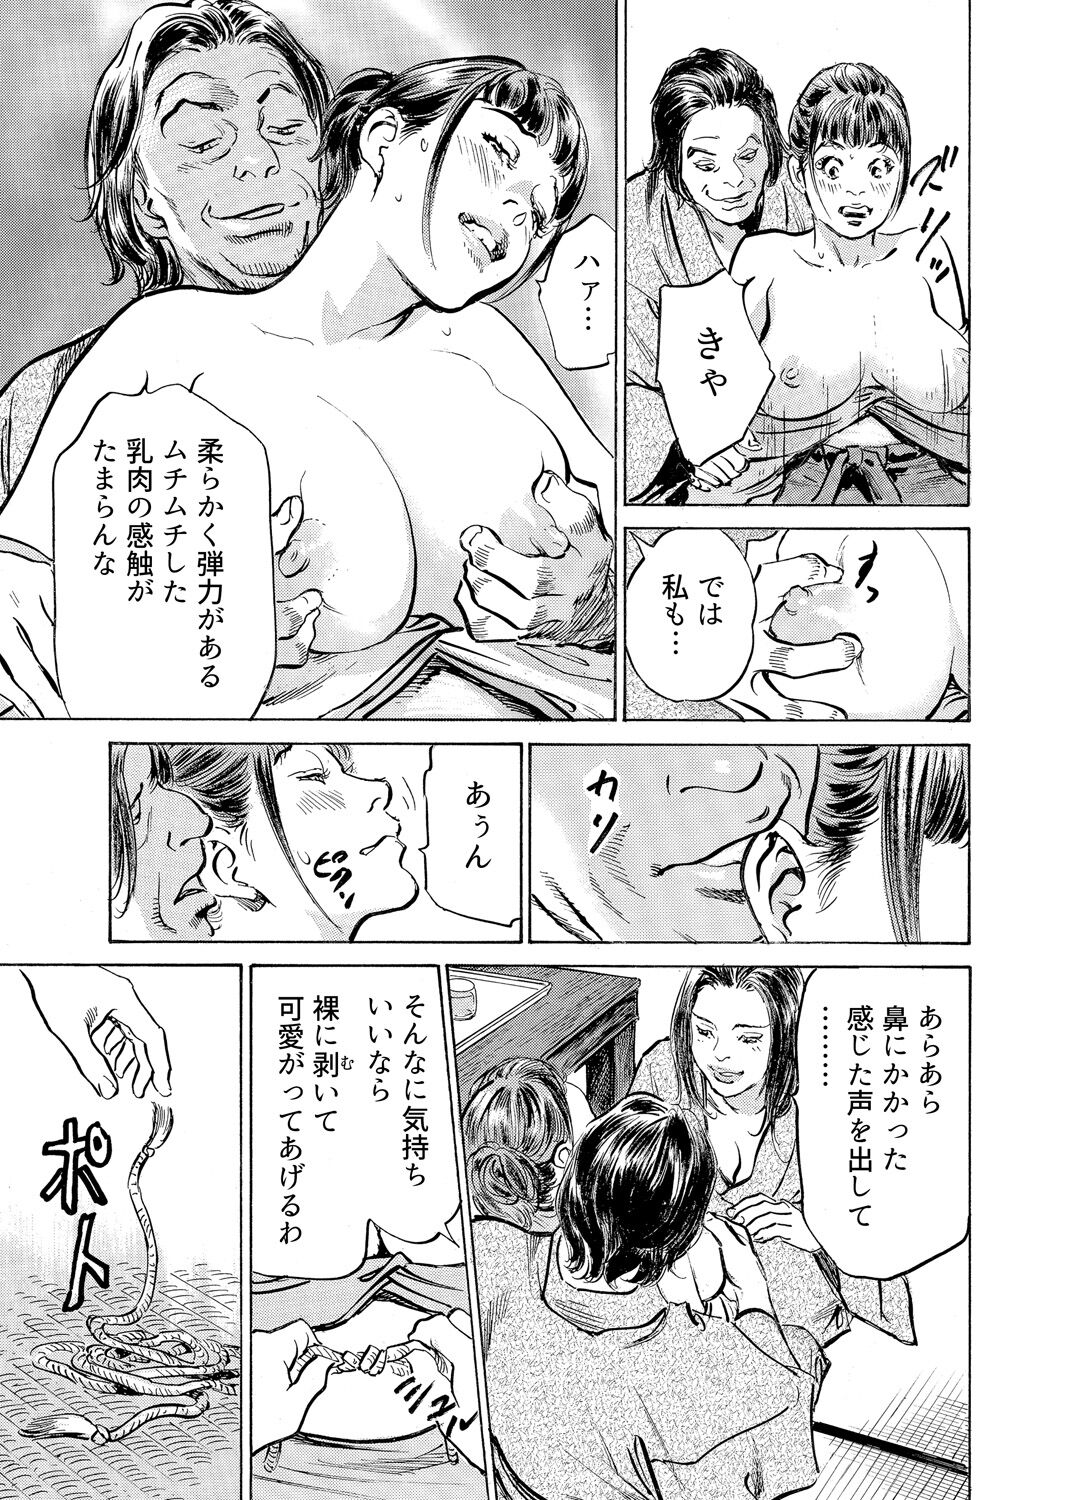 ズ
リッ
きゃ
ハァ…
もっ
では
私も…
柔らかく弾力がある
ムチムチした
乳肉の感触が
たまらんな
カリ
あぅん
ピクン
あらあら
鼻にかかった
感じた声を出して
………
そんなに気持ち
いいなら
裸に剥いて
む
可愛がってあげるわ
シュル
ポト